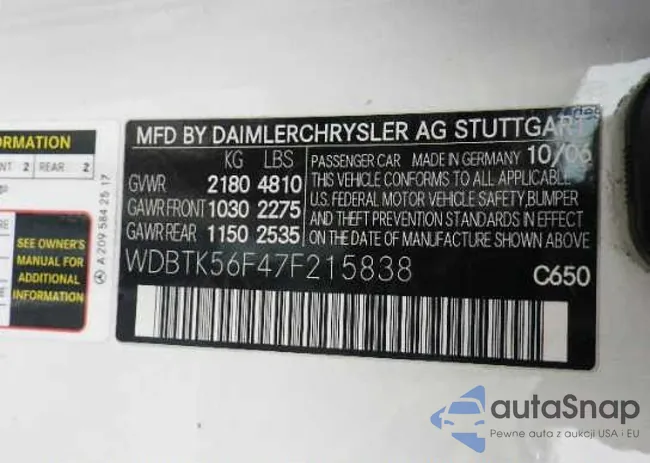 ORMATION
NT 2 REAR 2
SEE OWNER'S
MANUAL FOR
ADDITIONAL
INFORMATION
A 209 584 25 17
MFD BY DAIMLERCHRYSLER AG STUTTGART
KG LBS
GVWR 2180 4810
GAWR FRONT 1030 2275
GAWR REAR 1150 2535
PASSENGER CAR MADE IN GERMANY 10/06
THIS VEHICLE CONFORMS TO ALL APPLICABLE
U.S. FEDERAL MOTOR VEHICLE SAFETY, BUMPER
AND THEFT PREVENTION STANDARDS IN EFFECT
ON THE DATE OF MANUFACTURE SHOWN ABOVE
WDBTK56F47F215838
C650
autaSnap
Pewne auta z aukcji USA i EU